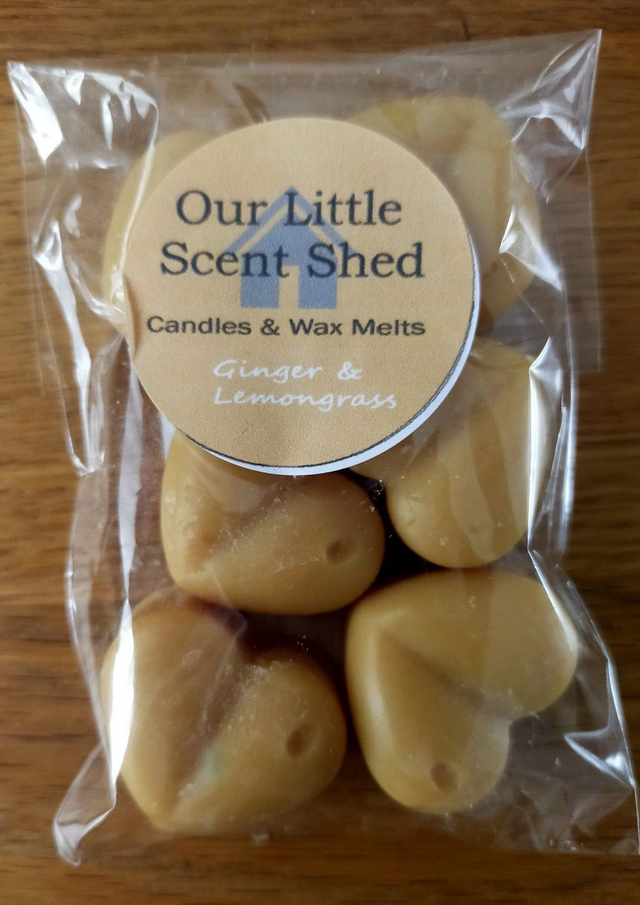 Our Little
Scent Shed
Candles & Wax Melts
Ginger &
Lemongrass